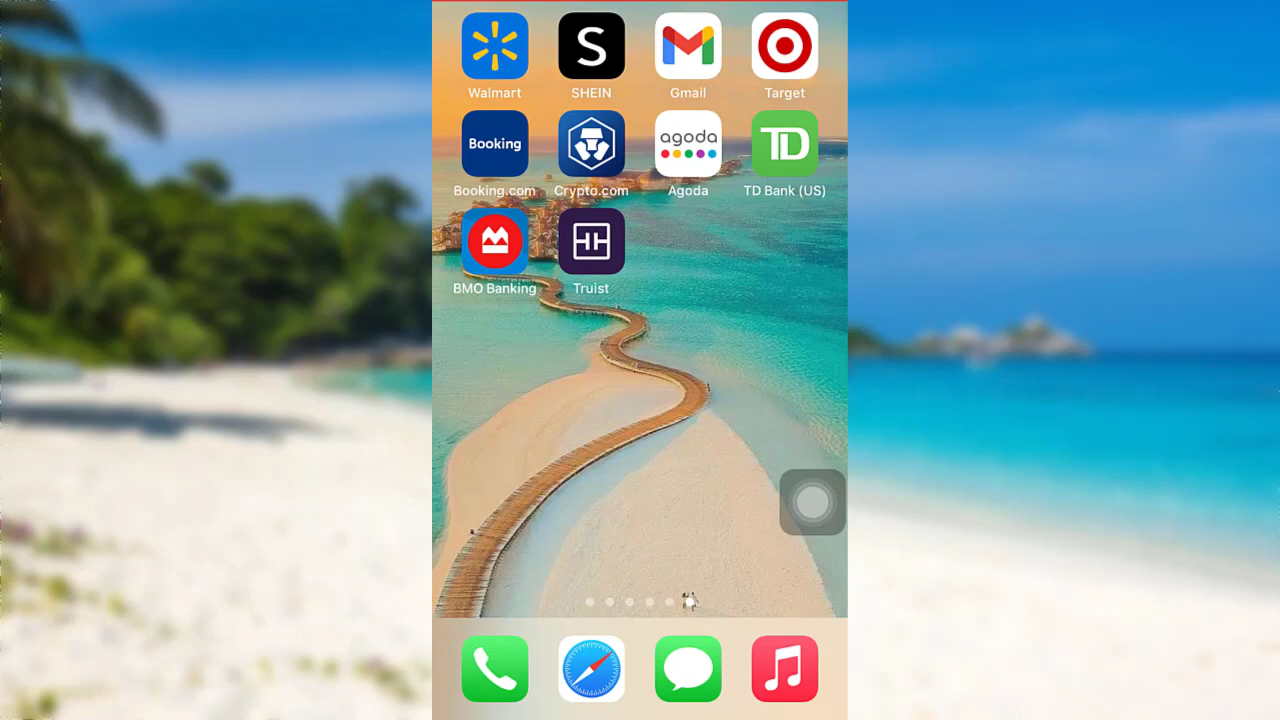 Walmart SHEIN Gmail Target
Booking agoda TD
Booking.com Crypto.com Agoda TD Bank (US)
BMO Banking Truist